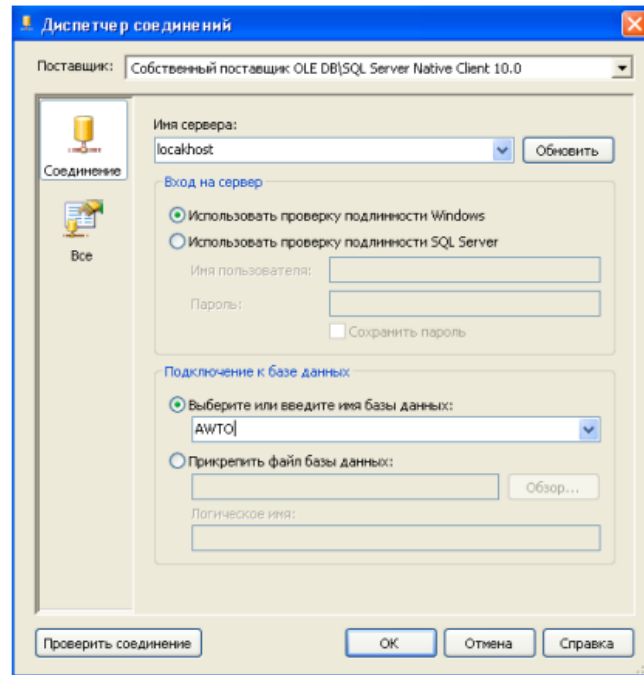 Диспетчер соединений
Поставщик: Собственный поставщик OLE DB\SQL Server Native Client 10.0
Соединение
Все
Имя сервера:
locakhost Обновить
Вход на сервер
Использовать проверку подлинности Windows
Использовать проверку подлинности SQL Server
Имя пользователя:
Пароль:
Сохранить пароль
Подключение к базе данных
Выберите или введите имя базы данных:
AWTO
Прикрепить файл базы данных:
Обзор...
Логическое имя:
Проверить соединение ОК Отмена Справка